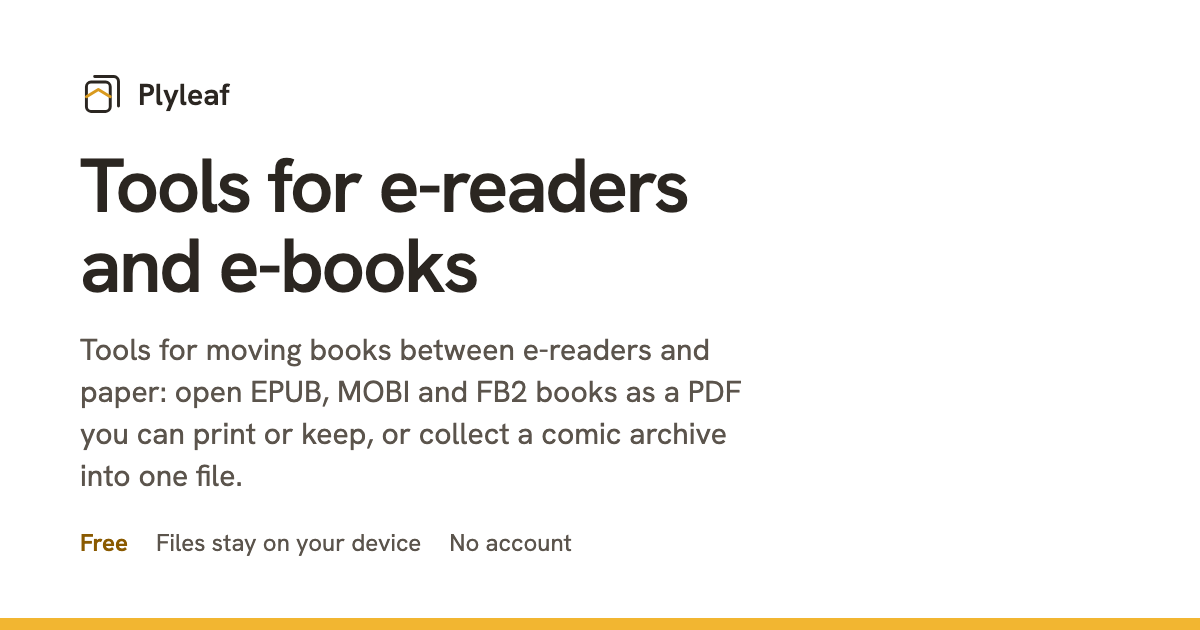 Plyleaf
Tools for e-readers
and e-books
Tools for moving books between e-readers and
paper: open EPUB, MOBI and FB2 books as a PDF
you can print or keep, or collect a comic archive
into one file.
Free Files stay on your device No account